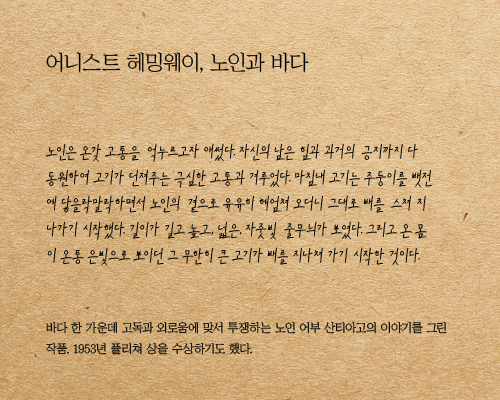 어니스트 헤밍웨이, 노인과 바다
노인은 온갖 고통을 억누르고자 애썼다. 자신의 남은 힘과 과거의 긍지까지 다
동원하여 고기가 던져주는 극심한 고통과 겨루었다. 마침내 고기는 주둥이를 뱃전
에 닿을락말락하면서 노인의 곁으로 유유히 헤엄쳐 오더니 그대로 배를 스쳐 지
나가기 시작했다. 길이가 길고 높고, 넓은, 자줏빛 줄무늬가 보였다. 그리고 온 몸
이 온통 은빛으로 보이던 그 무한히 큰 고기가 배를 지나쳐 가기 시작한 것이다.
바다 한 가운데 고독과 외로움에 맞서 투쟁하는 노인 어부 산티아고의 이야기를 그린
작품. 1953년 퓰리쳐 상을 수상하기도 했다.